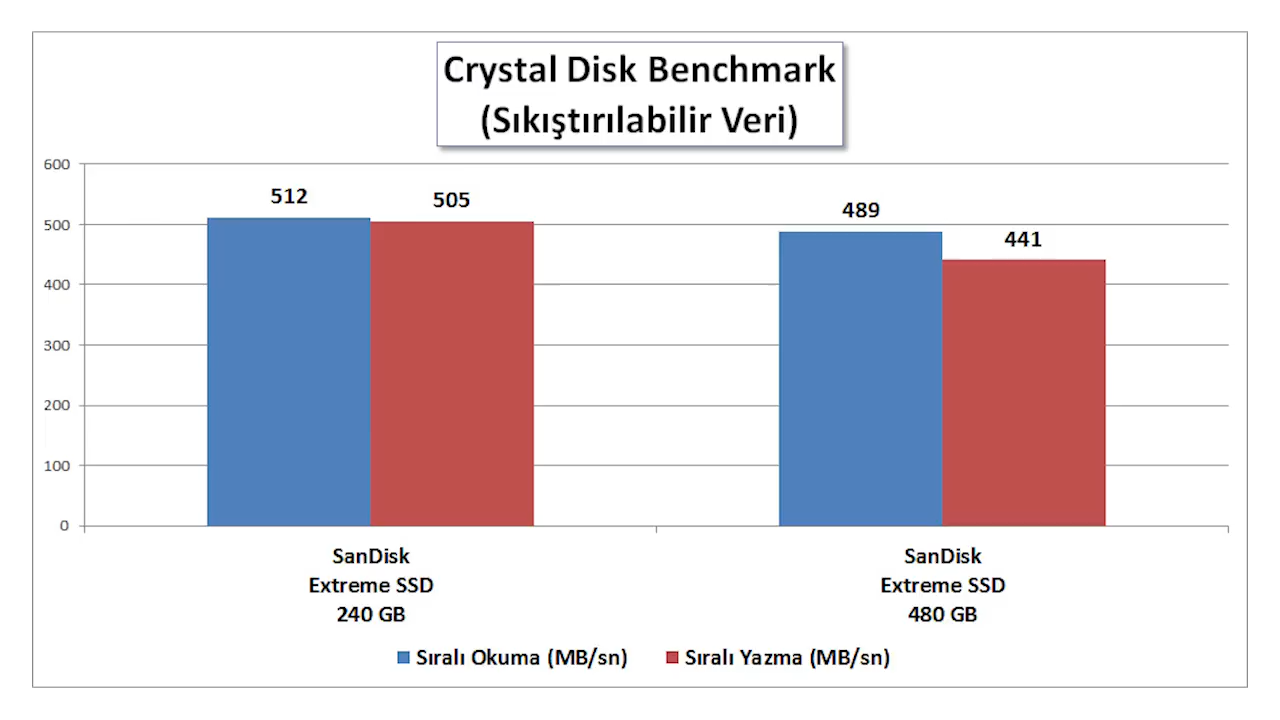 Crystal Disk Benchmark
(Sıkıştırılabilir Veri)
600
500
400
300
200
100
0
512
505
489
441
SanDisk
Extreme SSD
240 GB
SanDisk
Extreme SSD
480 GB
Sıralı Okuma (MB/sn)
Sıralı Yazma (MB/sn)